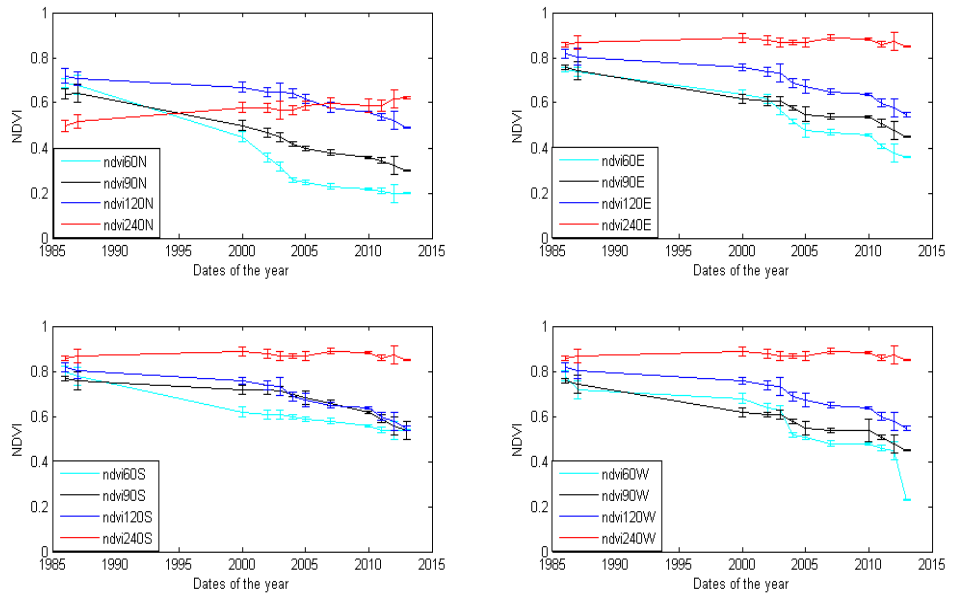 1
0.8
0.6
0.4
0.2
0
NDVI
ndvi60N
ndvi90N
ndvi120N
ndvi240N
1985 1990 1995 2000 2005 2010 2015
Dates of the year
1
0.8
0.6
0.4
0.2
0
NDVI
ndvi60E
ndvi90E
ndvi120E
ndvi240E
1985 1990 1995 2000 2005 2010 2015
Dates of the year
1
0.8
0.6
0.4
0.2
0
NDVI
ndvi60S
ndvi90S
ndvi120S
ndvi240S
1985 1990 1995 2000 2005 2010 2015
Dates of the year
1
0.8
0.6
0.4
0.2
0
NDVI
ndvi60W
ndvi90W
ndvi120W
ndvi240W
1985 1990 1995 2000 2005 2010 2015
Dates of the year